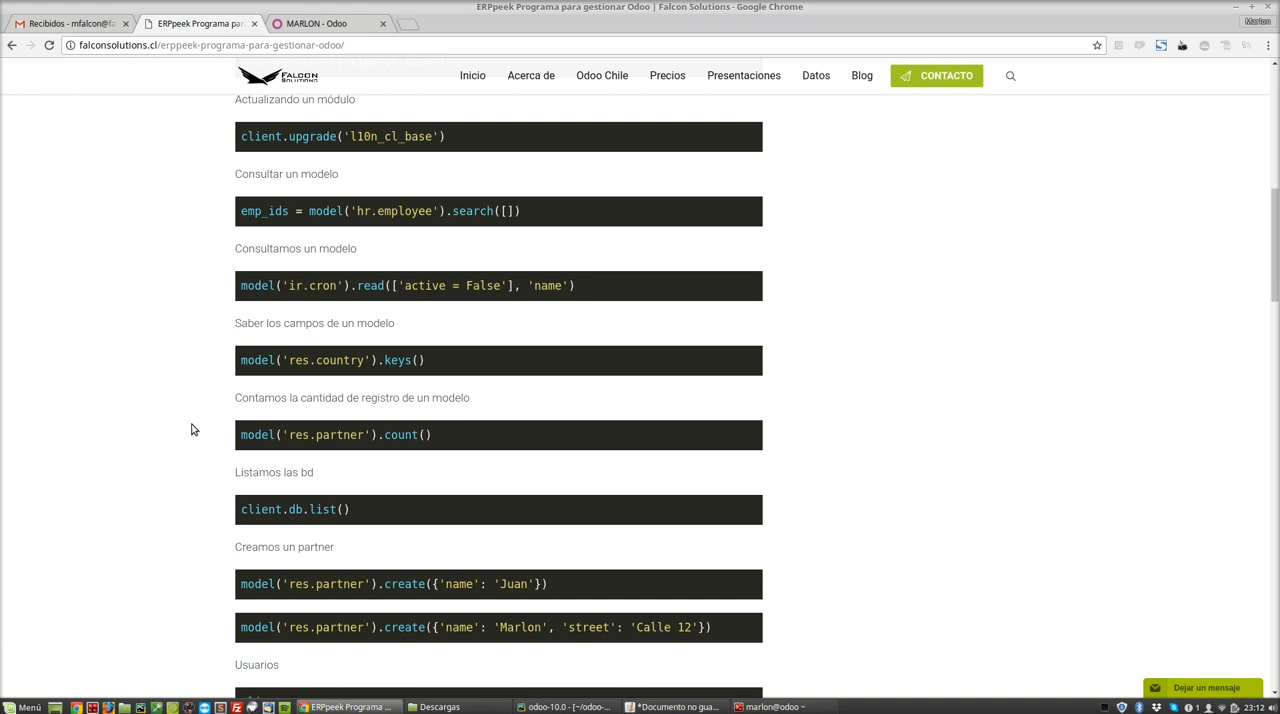 ERPpeek Programa para gestionar Odoo | Falcon Solutions - Google Chrome
Recibidos - mfalcon@fa
ERPpeek Programa para
MARLON - Odoo
Marlon
falconsolutions.cl/erppeek-programa-para-gestionar-odoo/
FALCON SOLUTIONS
Inicio
Acerca de
Odoo Chile
Precios
Presentaciones
Datos
Blog
CONTACTO
Actualizando un módulo
client.upgrade('l10n_cl_base')
Consultar un modelo
emp_ids = model('hr.employee').search([])
Consultamos un modelo
model('ir.cron').read(['active = False'], 'name')
Saber los campos de un modelo
model('res.country').keys()
Contamos la cantidad de registro de un modelo
model('res.partner').count()
Listamos las bd
client.db.list()
Creamos un partner
model('res.partner').create({'name': 'Juan'})
model('res.partner').create({'name': 'Marlon', 'street': 'Calle 12'})
Usuarios
Dejar un mensaje
Menú
ERPpeek Programa ...
Descargas
odoo-10.0 - [~/odoo-...
*Documento no gua...
marlon@odoo ~
1
23:12